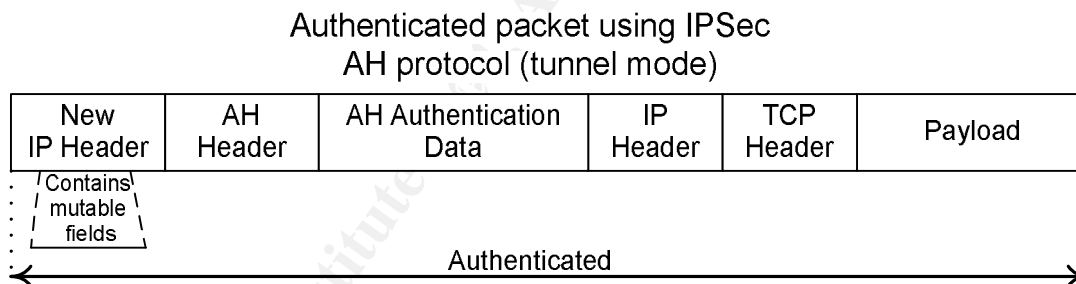 Authenticated packet using IPSec
AH protocol (tunnel mode)
New
IP Header
AH
Header
AH Authentication
Data
IP
Header
TCP
Header
Payload
Contains
mutable
fields
Authenticated